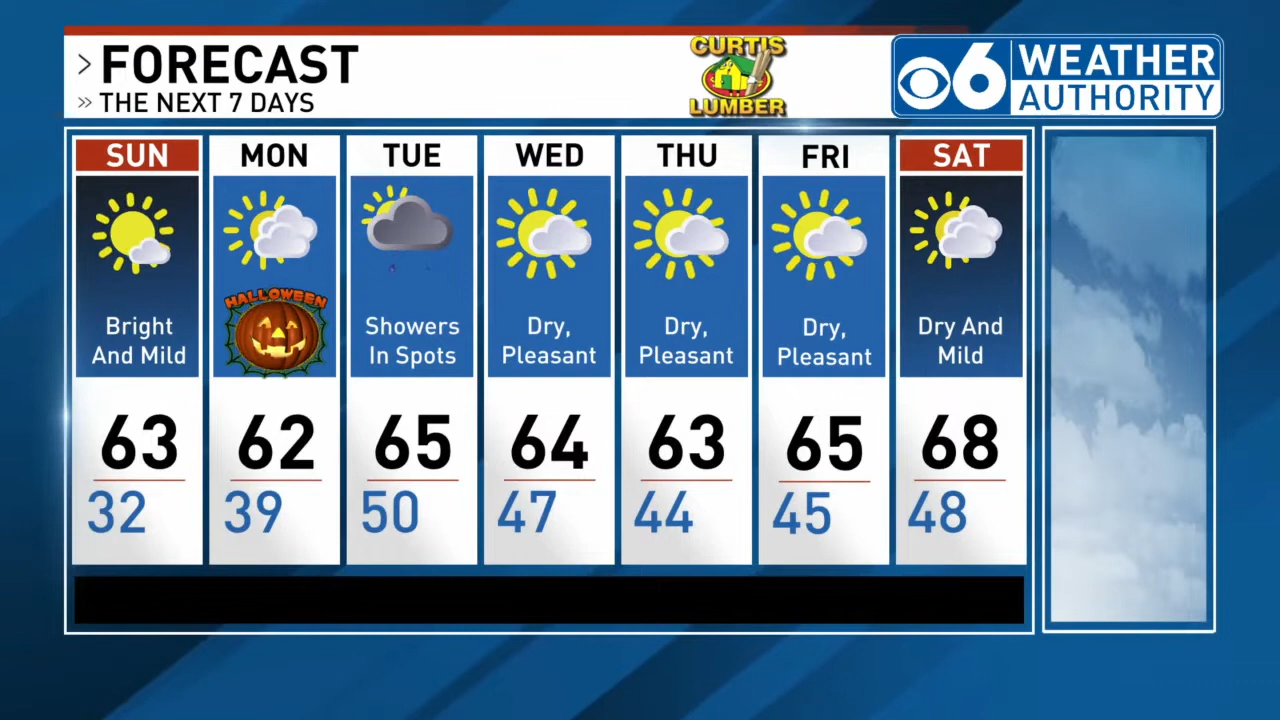 > FORECAST
» THE NEXT 7 DAYS
CURTIS
LUMBER
6 WEATHER
AUTHORITY
SUN
Bright
And Mild
63
32
MON
HALLOWEEN
62
39
TUE
Showers
In Spots
65
50
WED
Dry,
Pleasant
64
47
THU
Dry,
Pleasant
63
44
FRI
Dry,
Pleasant
65
45
SAT
Dry And
Mild
68
48